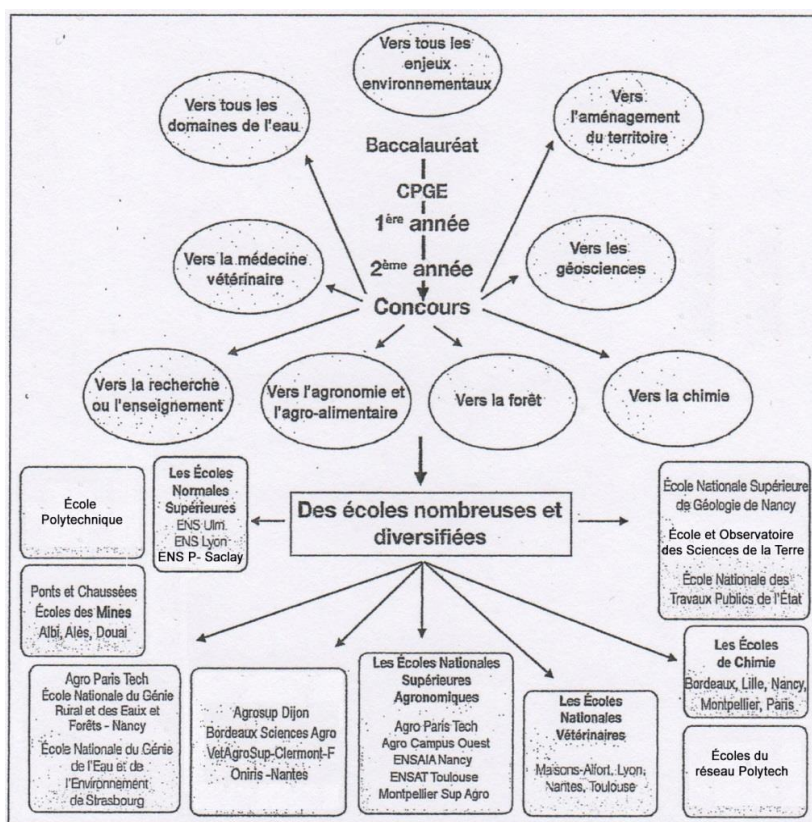 Vers tous les
enjeux
environnementaux
Vers tous les
domaines de l'eau
Vers
l'aménagement
du territoire
Baccalauréat
CPGE
1ère année
2ème année
Concours
Vers la médecine
vétérinaire
Vers les
géosciences
Vers la recherche
ou l'enseignement
Vers l'agronomie et
l'agro-alimentaire
Vers la forêt
Vers la chimie
Des écoles nombreuses et
diversifiées
École
Polytechnique
Les Écoles
Normales
Supérieures
ENS Ulm
ENS Lyon
ENS P- Saclay
École Nationale Supérieure
de Géologie de Nancy
École et Observatoire
des Sciences de la Terre
École Nationale des
Travaux Publics de l'État
Ponts et Chaussées
Écoles des Mines
Albi, Alès, Douai
Agro Paris Tech
École Nationale du Génie
Rural et des Eaux et
Forêts - Nancy
École Nationale du Génie
de l'Eau et de
l'Environnement
de Strasbourg
Agrosup Dijon
Bordeaux Sciences Agro
VetAgroSup-Clermont-F
Oniris -Nantes
Les Écoles Nationales
Supérieures
Agronomiques
Agro Paris Tech
Agro Campus Ouest
ENSAIA Nancy
ENSAT Toulouse
Montpellier Sup Agro
Les Écoles
Nationales
Vétérinaires
Maisons-Alfort, Lyon,
Nantes, Toulouse
Les Écoles
de Chimie
Bordeaux, Lille, Nancy,
Montpellier, Paris
Écoles du
réseau Polytech